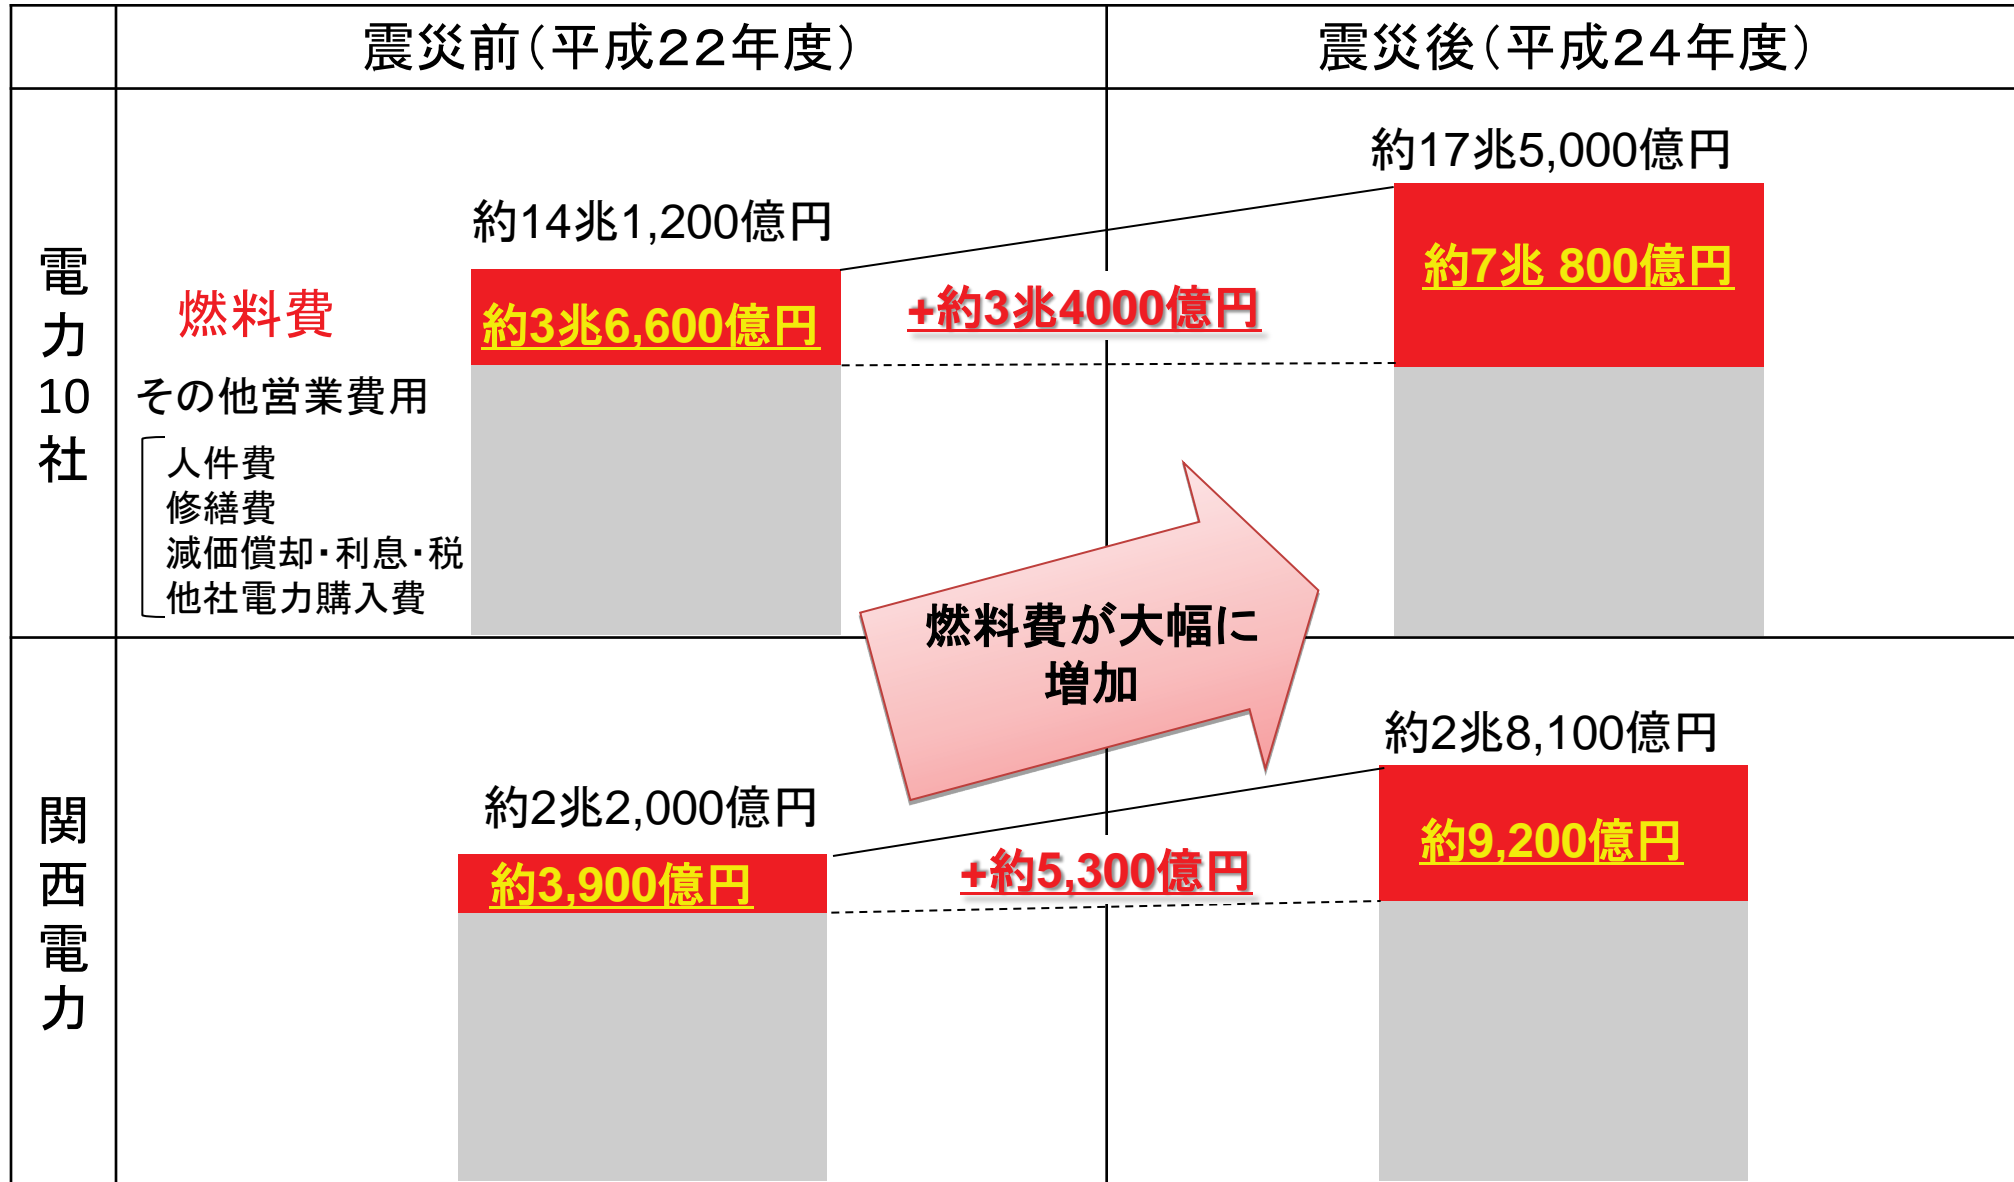 震災前（平成２２年度）
震災後（平成２４年度）
電力10社
約14兆1,200億円
約17兆5,000億円
燃料費
約3兆6,600億円
+約3兆4000億円
約7兆 800億円
その他営業費用
人件費
修繕費
減価償却・利息・税
他社電力購入費
燃料費が大幅に
増加
関西電力
約2兆2,000億円
約2兆8,100億円
約3,900億円
+約5,300億円
約9,200億円